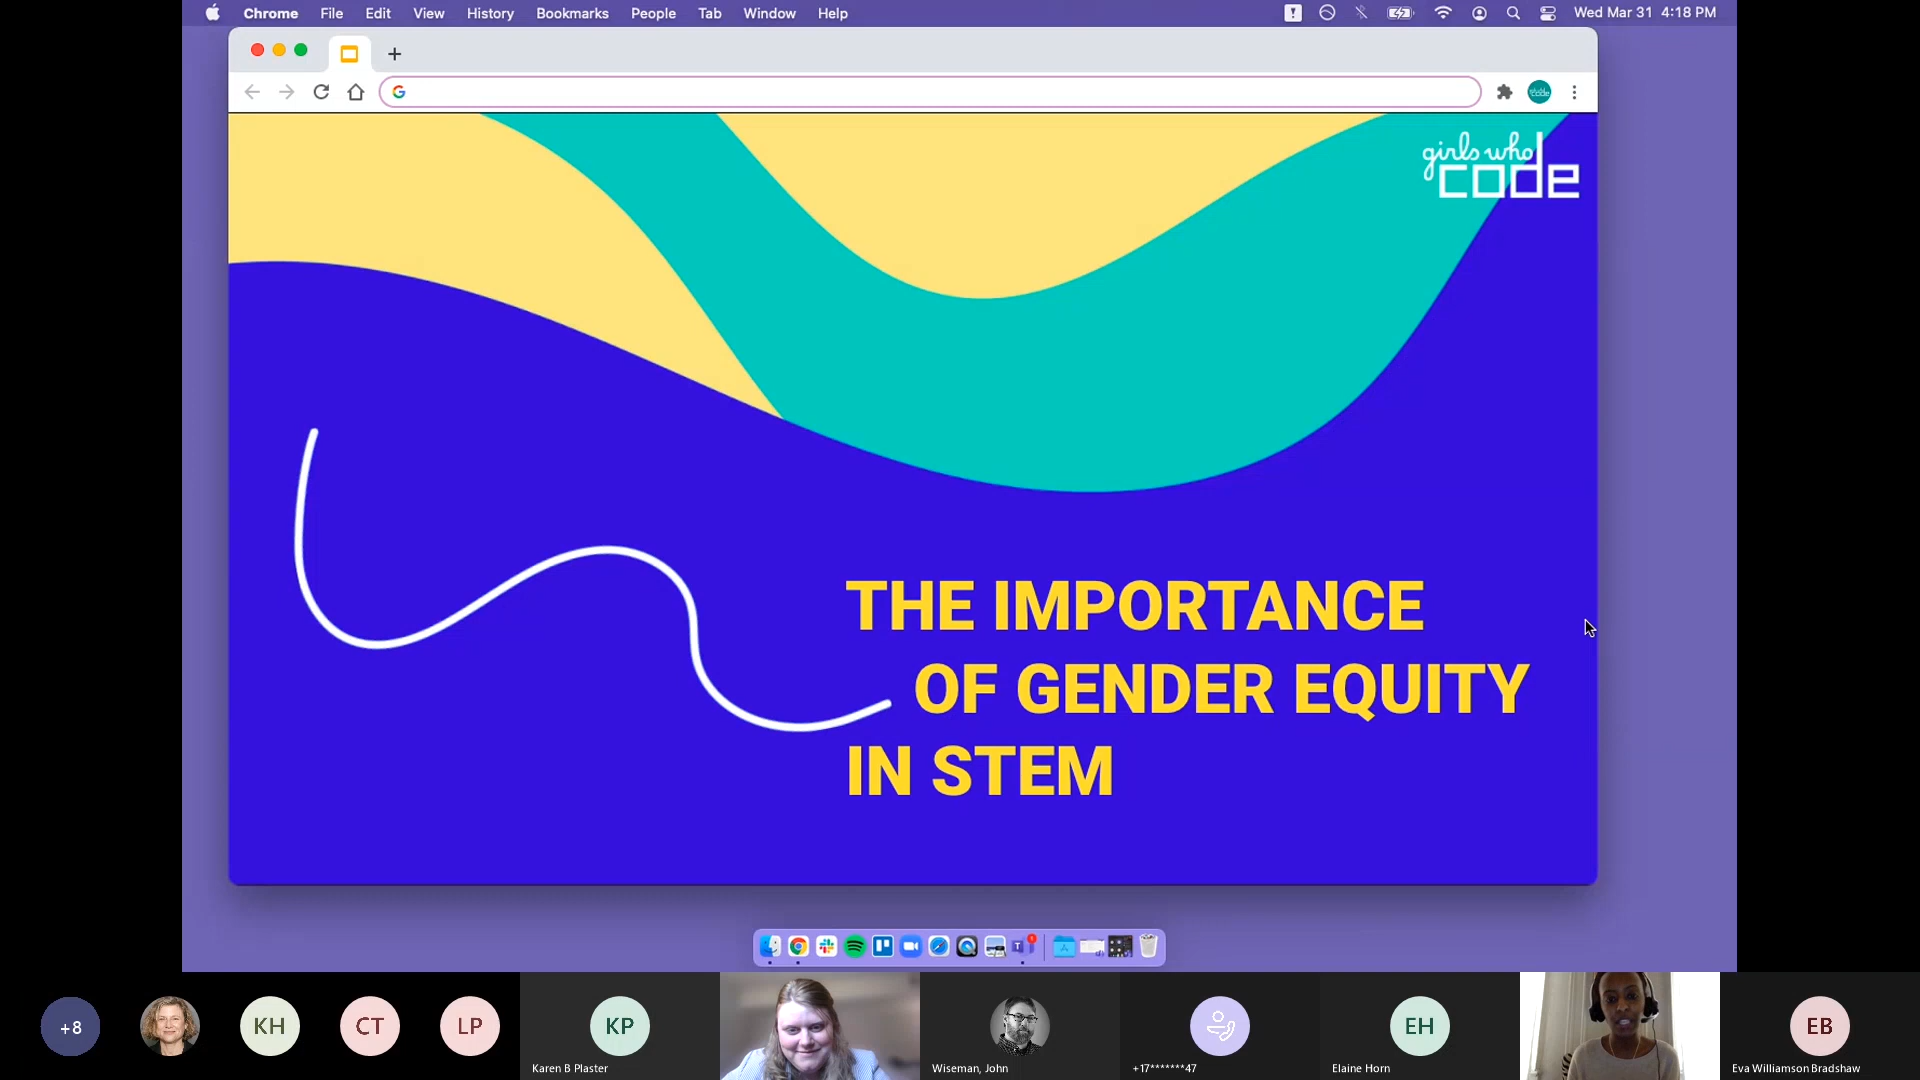 Chrome File Edit View History Bookmarks People Tab Window Help Wed Mar 31 4:18 PM
girls who
code
THE IMPORTANCE
OF GENDER EQUITY
IN STEM
+8
KH
CT
LP
KP
Karen B Plaster
Wiseman, John
+17*******47
EH
Elaine Horn
EB
Eva Williamson Bradshaw